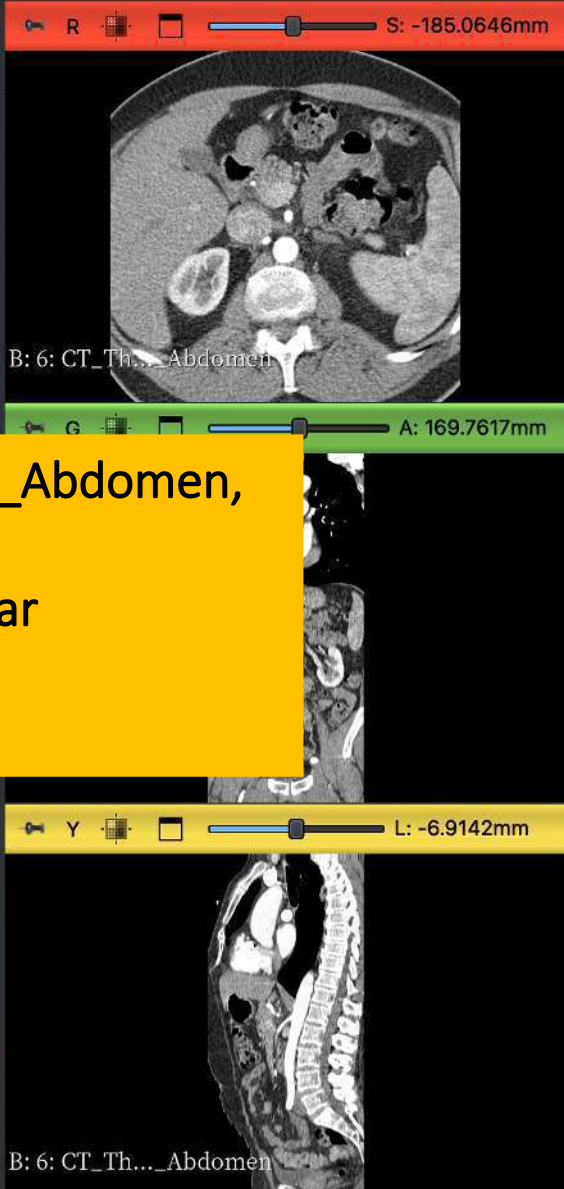 R S: -185.0646mm
B: 6: CT_Th..._Abdomen
G A: 169.7617mm
_Abdomen,
ar
Y L: -6.9142mm
B: 6: CT_Th..._Abdomen